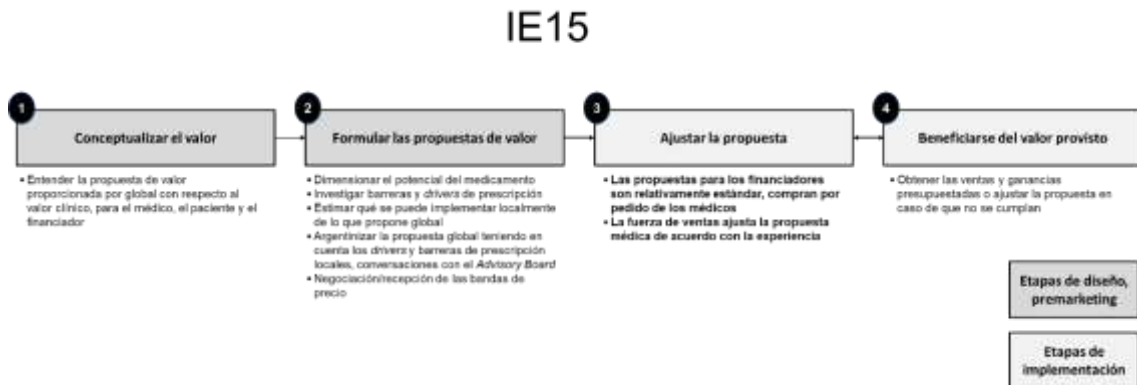 IE15
1
Conceptualizar el valor
▪ Entender la propuesta de valor
proporcionada por global con respecto al
valor clínico, para el médico, el paciente y el
financiador
2
Formular las propuestas de valor
▪ Dimensionar el potencial del medicamento
▪ Investigar barreras y drivers de prescripción
▪ Estimar qué se puede implementar localmente
de lo que propone global
▪ Argentinizar la propuesta global teniendo en
cuenta los drivers y barreras de prescripción
locales, conversaciones con el Advisory Board
▪ Negociación/recepción de las bandas de
precio
3
Ajustar la propuesta
▪ Las propuestas para los financiadores
son relativamente estándar, compran por
pedido de los médicos
▪ La fuerza de ventas ajusta la propuesta
médica de acuerdo con la experiencia
4
Beneficiarse del valor provisto
▪ Obtener las ventas y ganancias
presupuestadas o ajustar la propuesta en
caso de que no se cumplan
Etapas de diseño,
premarketing
Etapas de
implementación